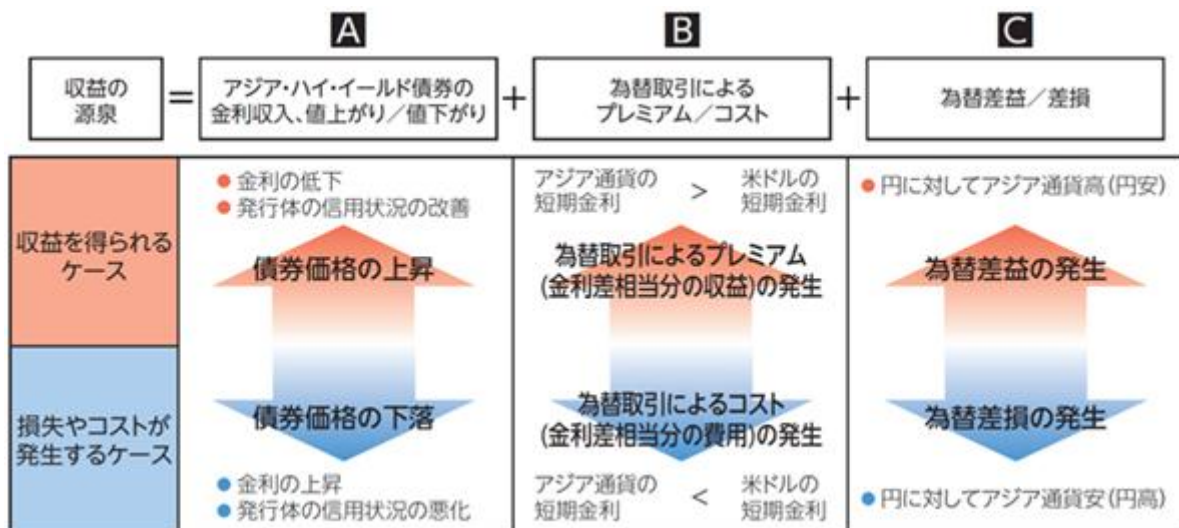 A
B
C
収益の
源泉
=
アジア・ハイ・イールド債券の
金利収入、値上がり／値下がり
+
為替取引による
プレミアム／コスト
+
為替差益／差損
収益を得られる
ケース
● 金利の低下
● 発行体の信用状況の改善
債券価格の上昇
アジア通貨の
短期金利
>
米ドルの
短期金利
為替取引によるプレミアム
(金利差相当分の収益)の発生
● 円に対してアジア通貨高(円安)
為替差益の発生
損失やコストが
発生するケース
債券価格の下落
● 金利の上昇
● 発行体の信用状況の悪化
為替取引によるコスト
(金利差相当分の費用)の発生
アジア通貨の
短期金利
<
米ドルの
短期金利
為替差損の発生
● 円に対してアジア通貨安(円高)